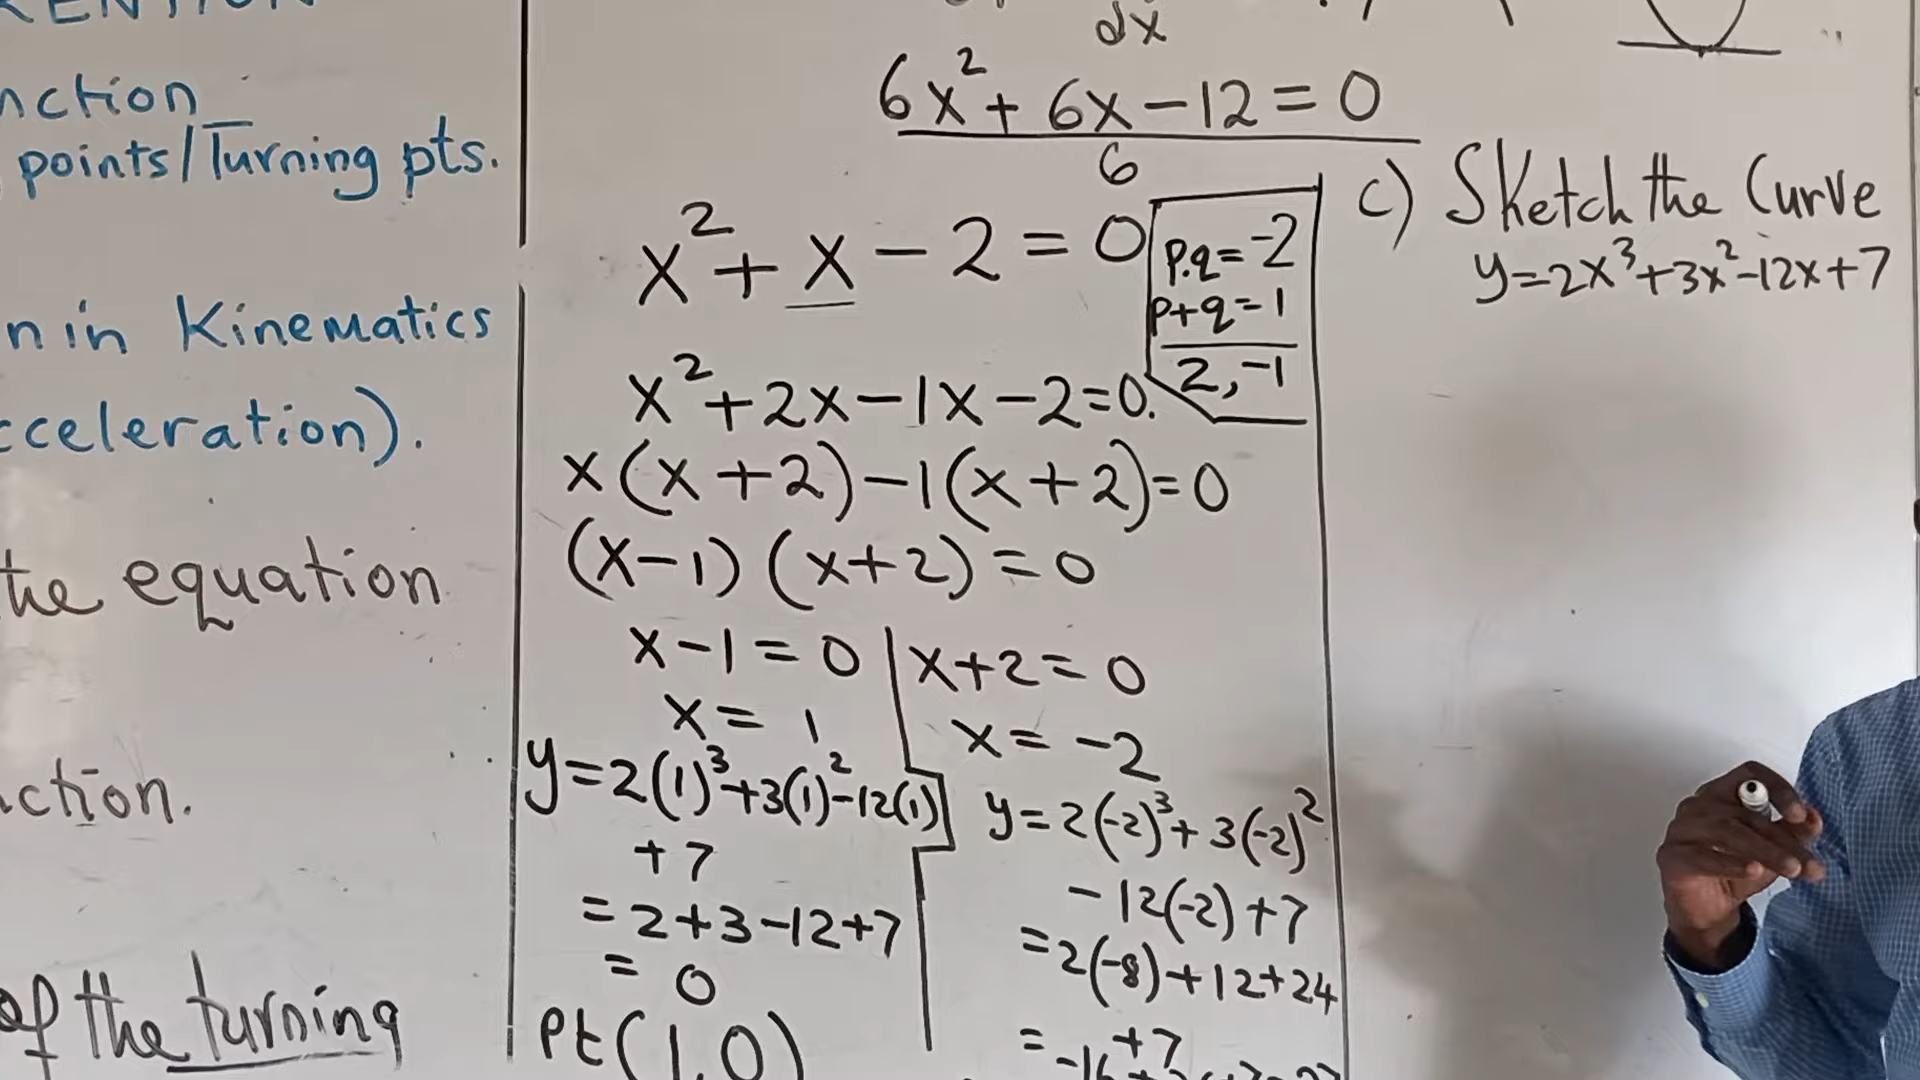 nction
points/Turning pts.
n in Kinematics
cceleration).
the equation
ction.
of the turning
dx
6x²+ 6x-12=0
6
x²+ x - 2 = 0
p.q=-2
p+q=1
2,-1
x²+2x-1x-2=0.
x(x+2)-1(x+2)=0
(x-1) (x+2) = 0
x-1=0
x= 1
y=2(1)³+3(1)²-12(1)
+7
=2+3-12+7
= 0
Pt(1,0)
x+2=0
x= -2
y=2(-2)³+3(-2)²
-12(-2)+7
=2(-8)+12+24
+7
= -16
c) Sketch the Curve
y=2x³+3x²-12x+7